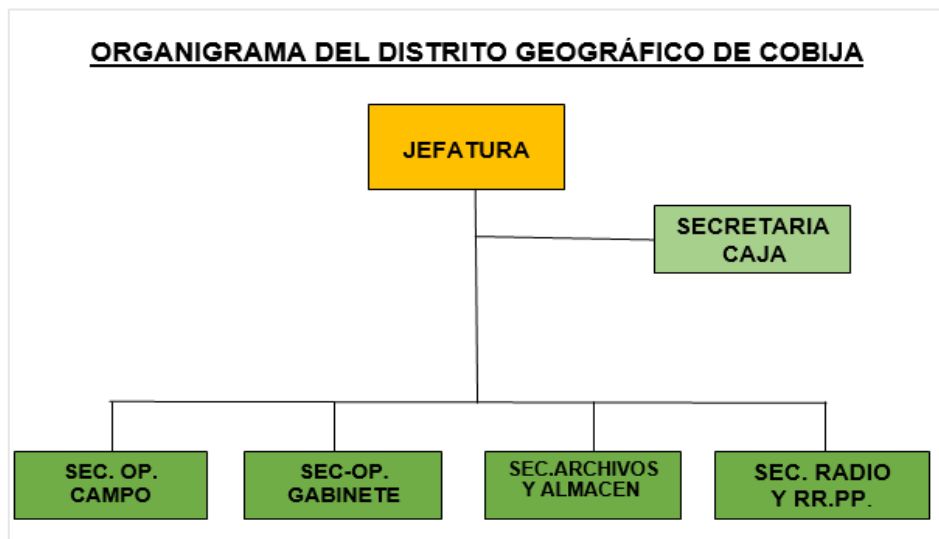 ORGANIGRAMA DEL DISTRITO GEOGRÁFICO DE COBIJA
JEFATURA
SECRETARIA
CAJA
SEC. OP.
CAMPO
SEC-OP.
GABINETE
SEC.ARCHIVOS
Y ALMACEN
SEC. RADIO
Y RR.PP.